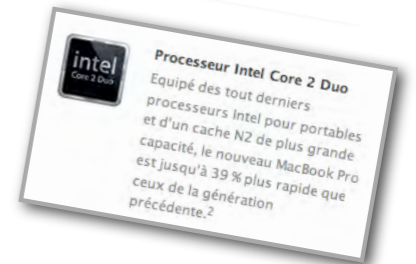 intel
Core 2 Duo
Processeur Intel Core 2 Duo
Equipé des tout derniers
processeurs Intel pour portables
et d'un cache N2 de plus grande
capacité, le nouveau MacBook Pro
est jusqu'à 39 % plus rapide que
ceux de la génération
précédente.2